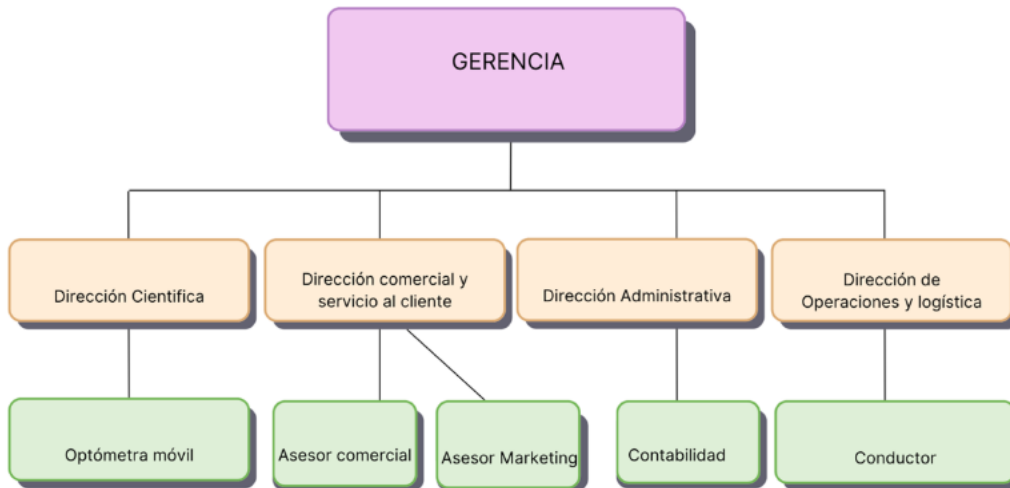 GERENCIA
Dirección Cientifica
Dirección comercial y
servicio al cliente
Dirección Administrativa
Dirección de
Operaciones y logística
Optómetra móvil
Asesor comercial
Asesor Marketing
Contabilidad
Conductor